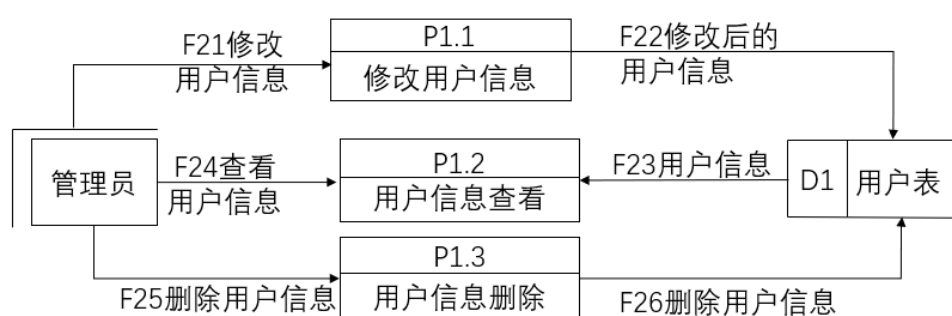 F21修改
用户信息
P1.1
修改用户信息
F22修改后的
用户信息
管理员
F24查看
用户信息
P1.2
用户信息查看
F23用户信息
D1
用户表
F25删除用户信息
P1.3
用户信息删除
F26删除用户信息